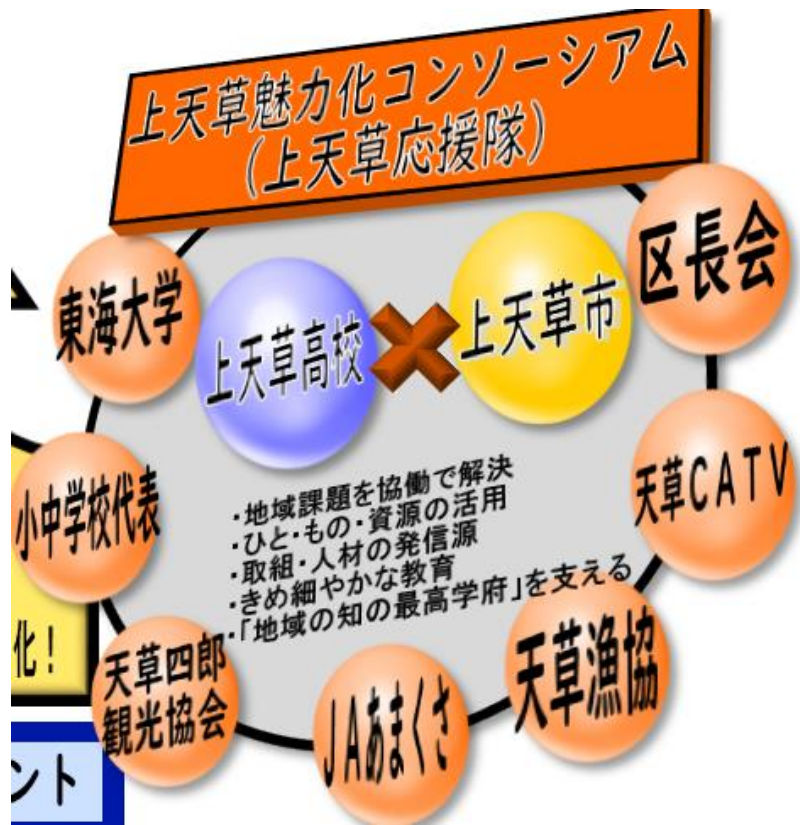 上天草魅力化コンソーシアム
(上天草応援隊)
東海大学
上天草高校
上天草市
区長会
小中学校代表
天草CATV
・地域課題を協働で解決
・ひと・もの・資源の活用
・取組・人材の発信源
・きめ細やかな教育
・「地域の知の最高学府」を支える
化！
天草四郎
観光協会
JAあまくさ
天草漁協
ント